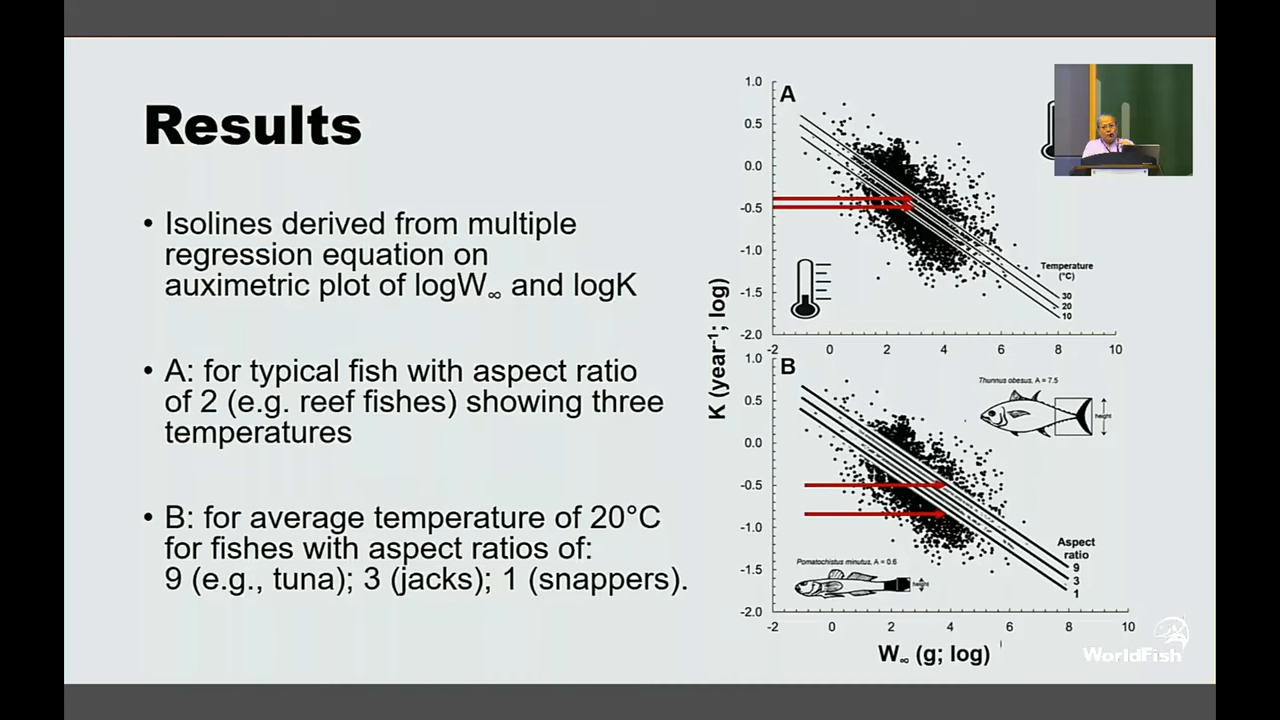 Results
• Isolines derived from multiple
regression equation on
auximetric plot of logW∞ and logK
• A: for typical fish with aspect ratio
of 2 (e.g. reef fishes) showing three
temperatures
• B: for average temperature of 20°C
for fishes with aspect ratios of:
9 (e.g., tuna); 3 (jacks); 1 (snappers).
K (year⁻¹; log)
A
1.0
0.5
0.0
-0.5
-1.0
-1.5
-2.0
Temperature
(°C)
30
20
10
-2 0 2 4 6 8 10
B
1.0
0.5
0.0
-0.5
-1.0
-1.5
-2.0
Thunnus obesus, A = 7.5
height
Pomatochistus minutus, A = 0.6
height
Aspect
ratio
9
3
1
-2 0 2 4 6 8 10
W∞ (g; log)
WorldFish